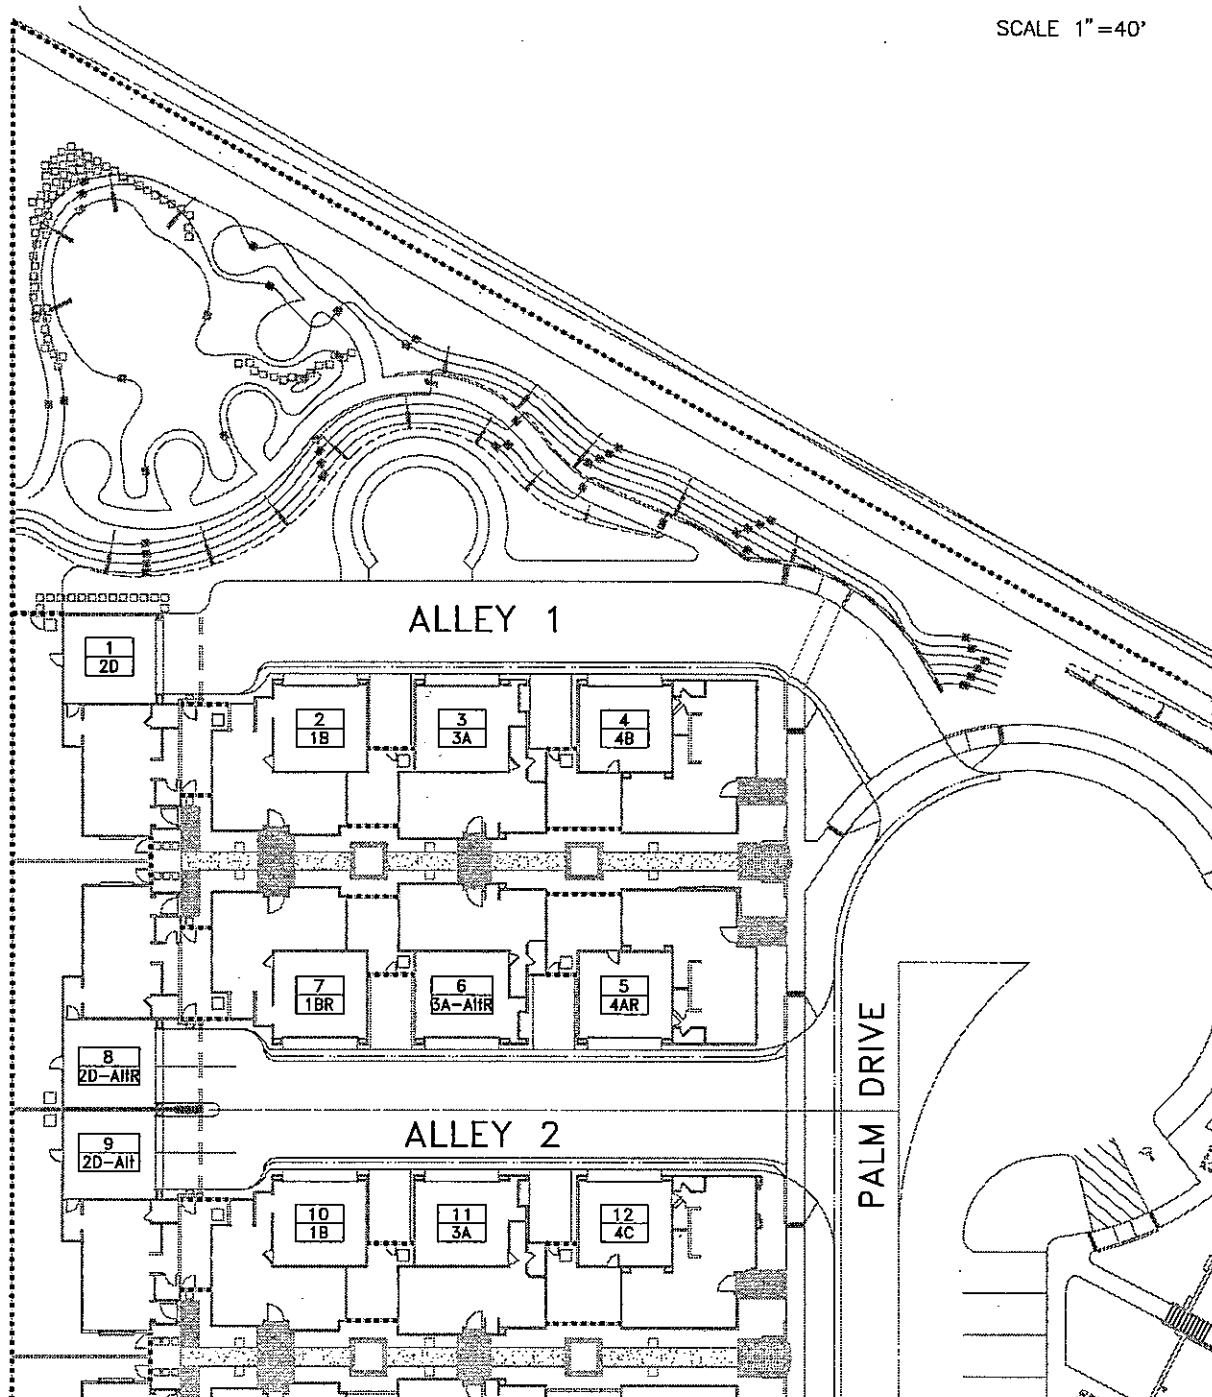 SCALE 1"=40'
ALLEY 1
1
2D
2
1B
3
3A
4
4B
7
1BR
6
3A-AltR
5
4AR
8
2D-AltR
9
2D-Alt
ALLEY 2
PALM DRIVE
10
1B
11
3A
12
4C